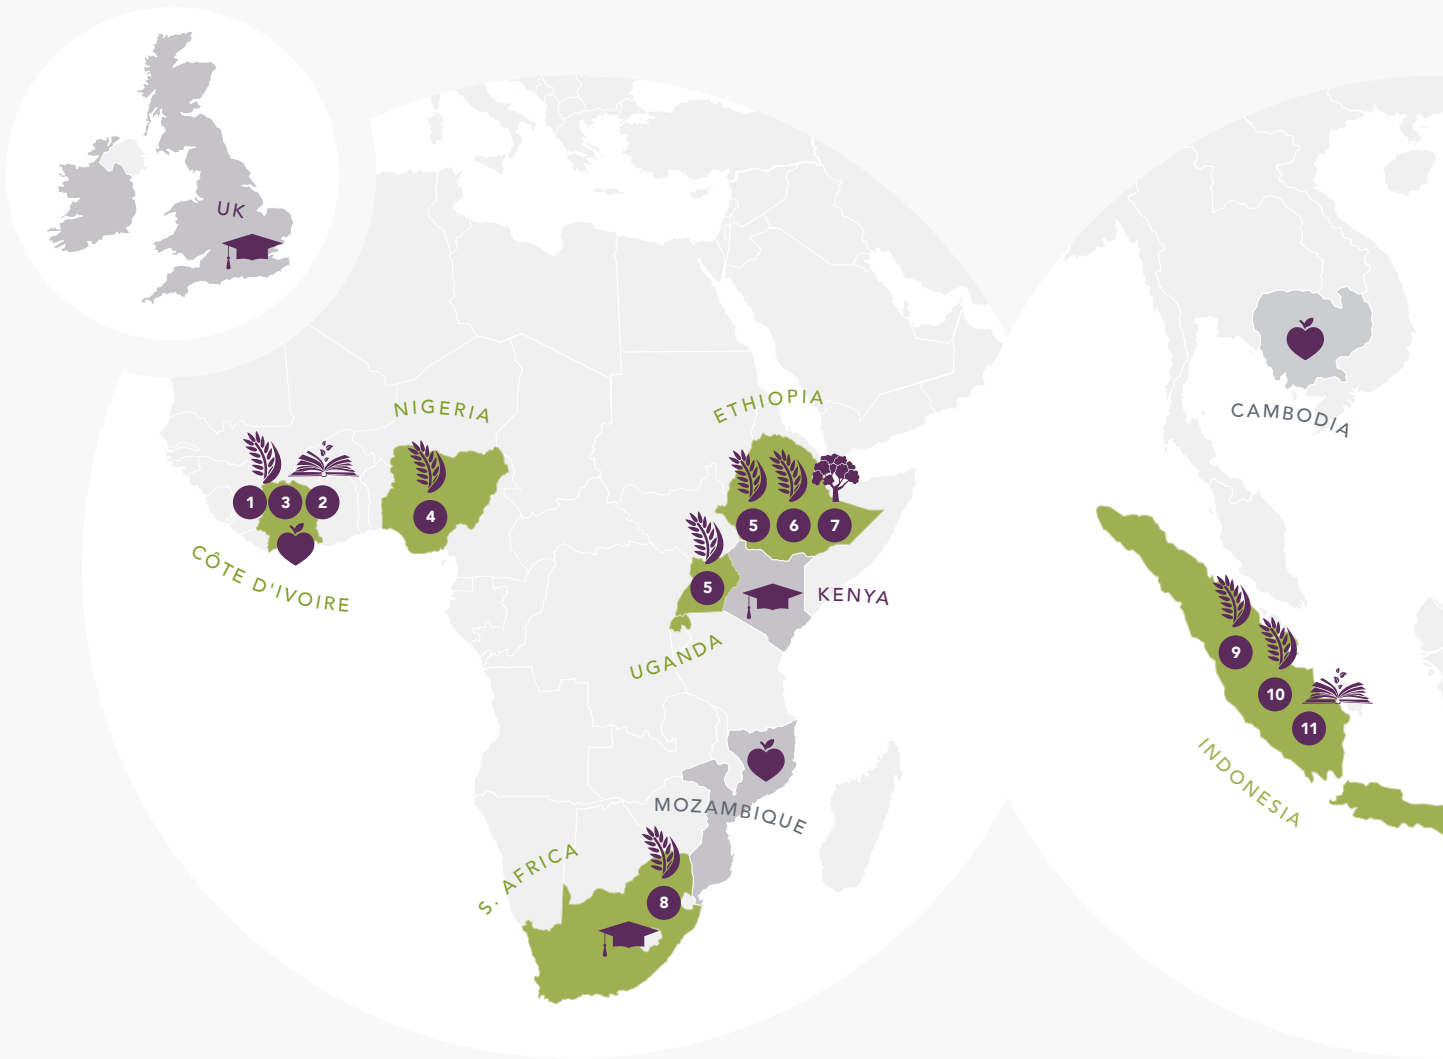 UK
NIGERIA
ETHIOPIA
CAMBODIA
1
3
2
4
5
6
7
CÔTE D'IVOIRE
5
KENYA
UGANDA
9
10
11
INDONESIA
MOZAMBIQUE
S. AFRICA
8